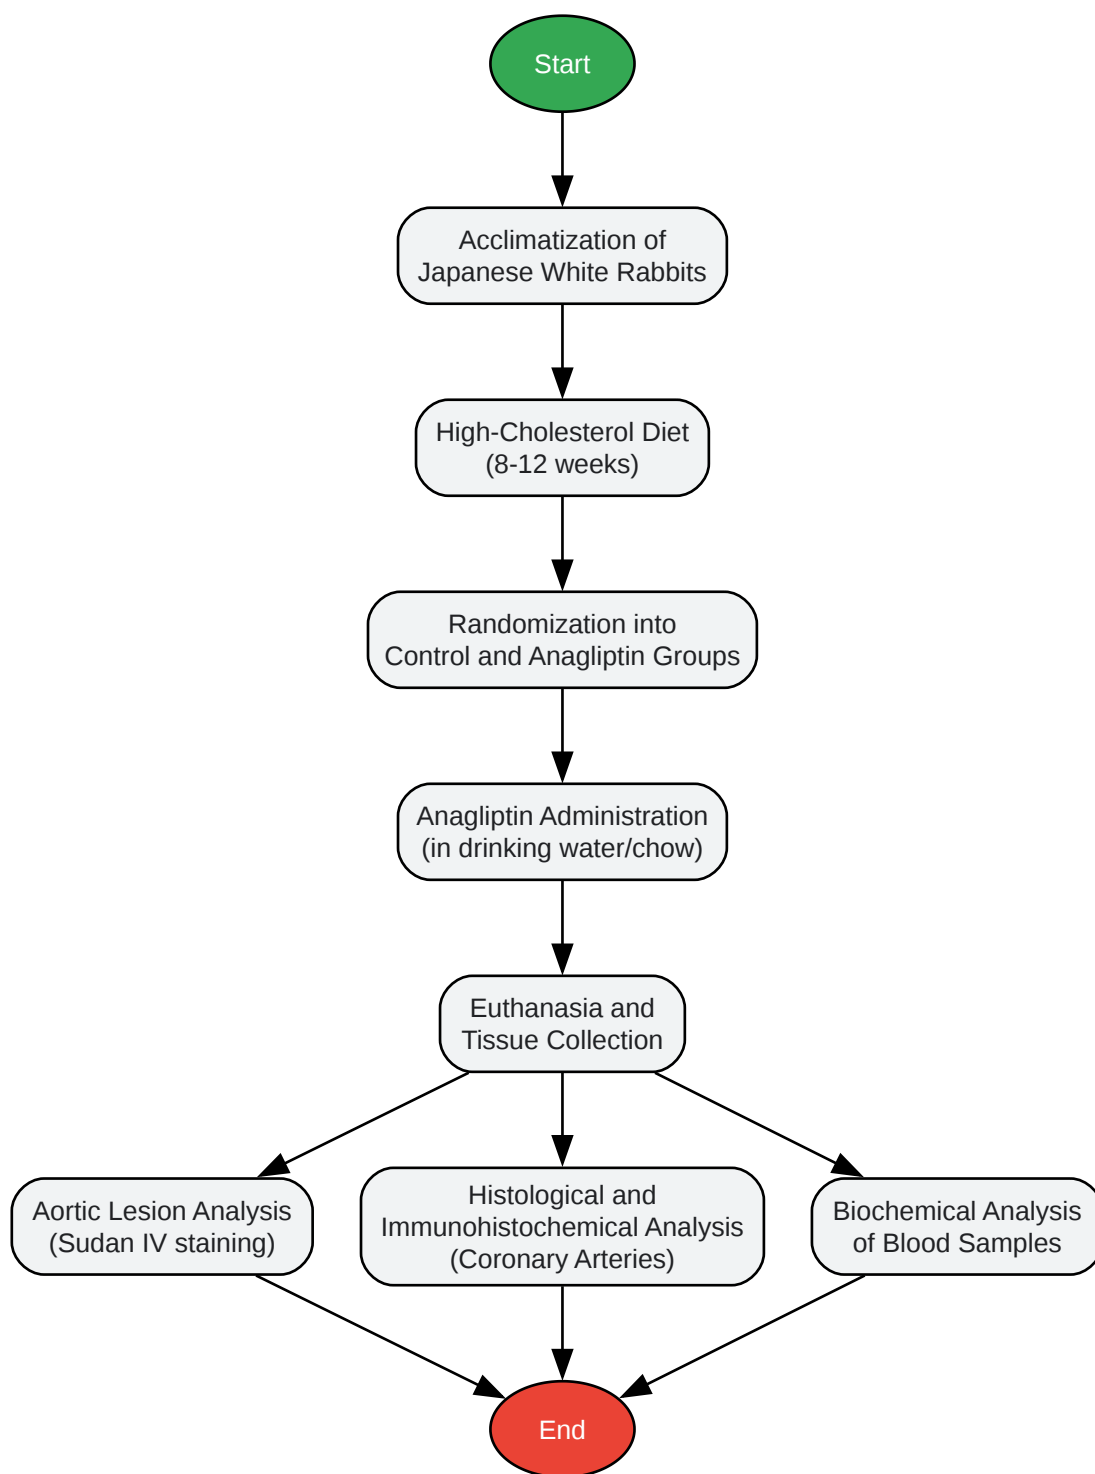 Start
Acclimatization of
Japanese White Rabbits
High-Cholesterol Diet
(8-12 weeks)
Randomization into
Control and Anagliptin Groups
Anagliptin Administration
(in drinking water/chow)
Euthanasia and
Tissue Collection
Aortic Lesion Analysis
(Sudan IV staining)
Histological and
Immunohistochemical Analysis
(Coronary Arteries)
Biochemical Analysis
of Blood Samples
End